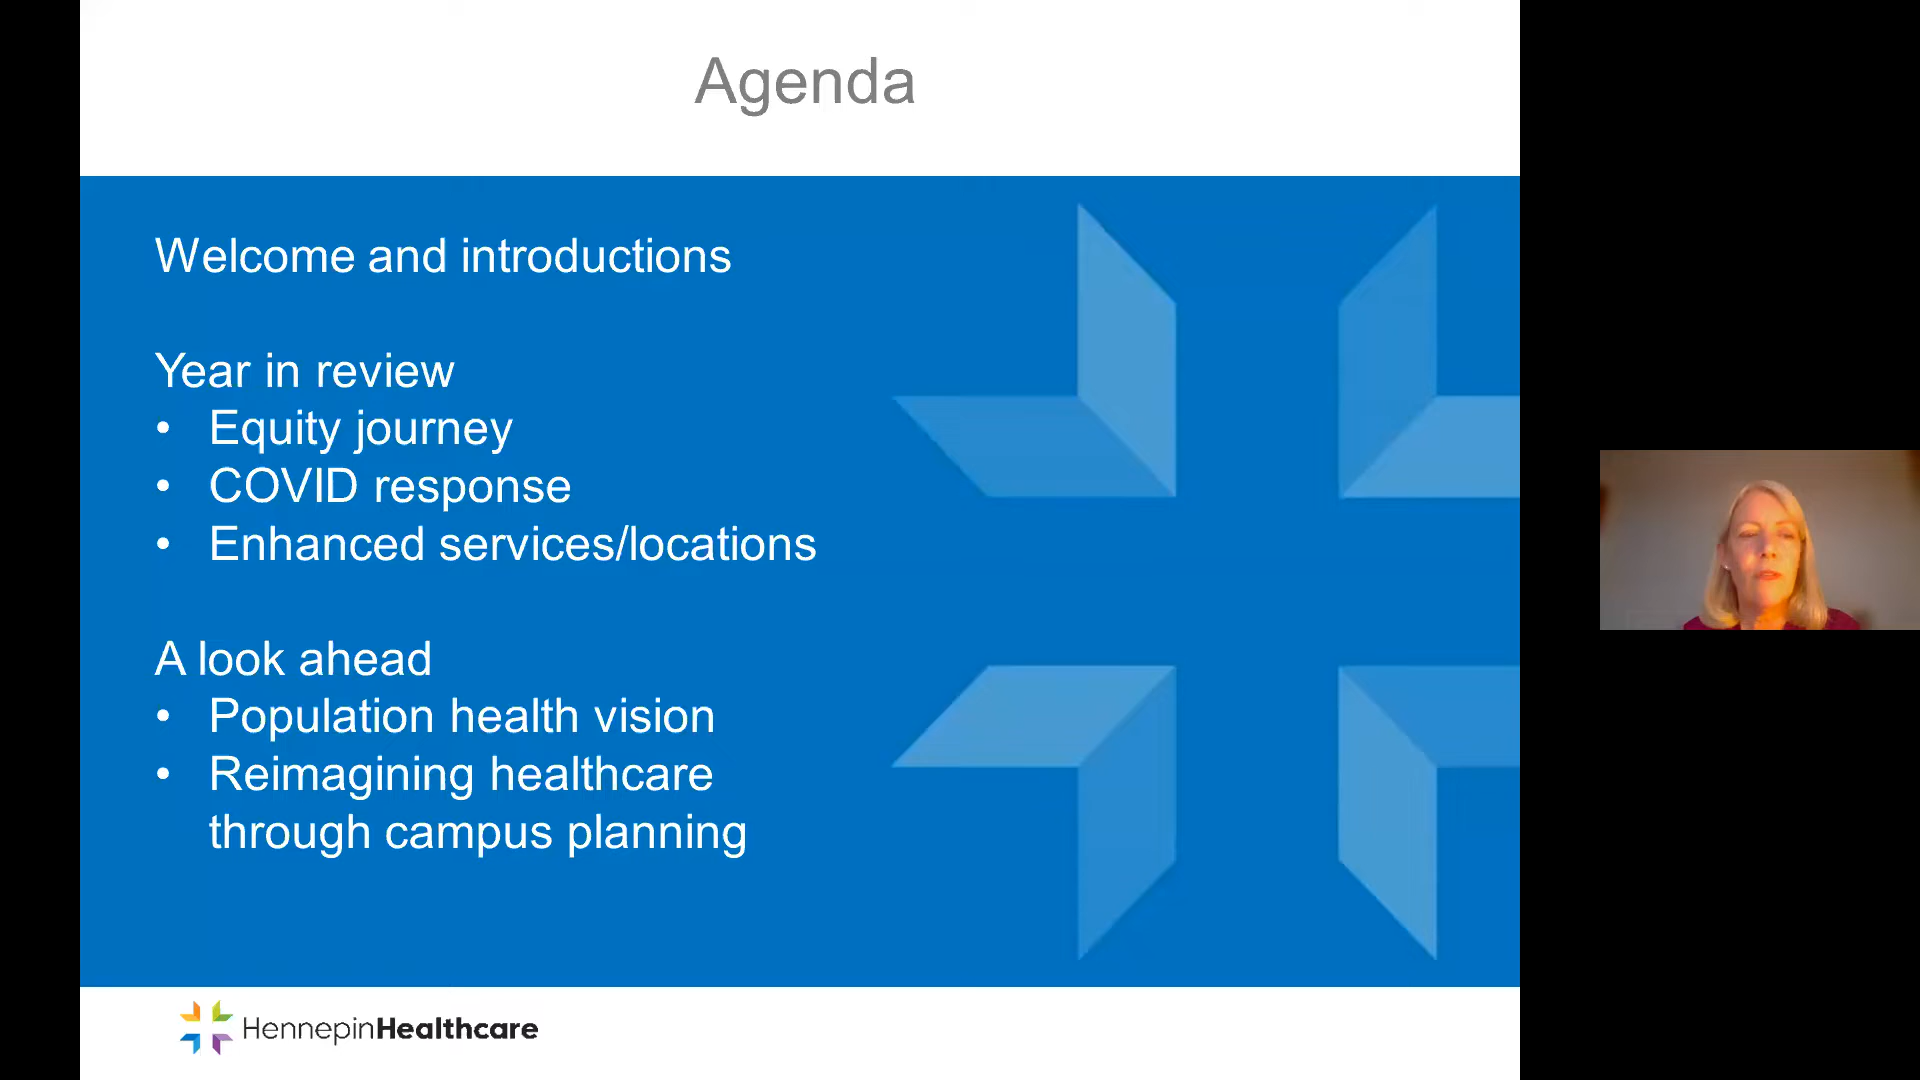 Agenda
Welcome and introductions
Year in review
• Equity journey
• COVID response
• Enhanced services/locations
A look ahead
• Population health vision
• Reimagining healthcare
through campus planning
HennepinHealthcare